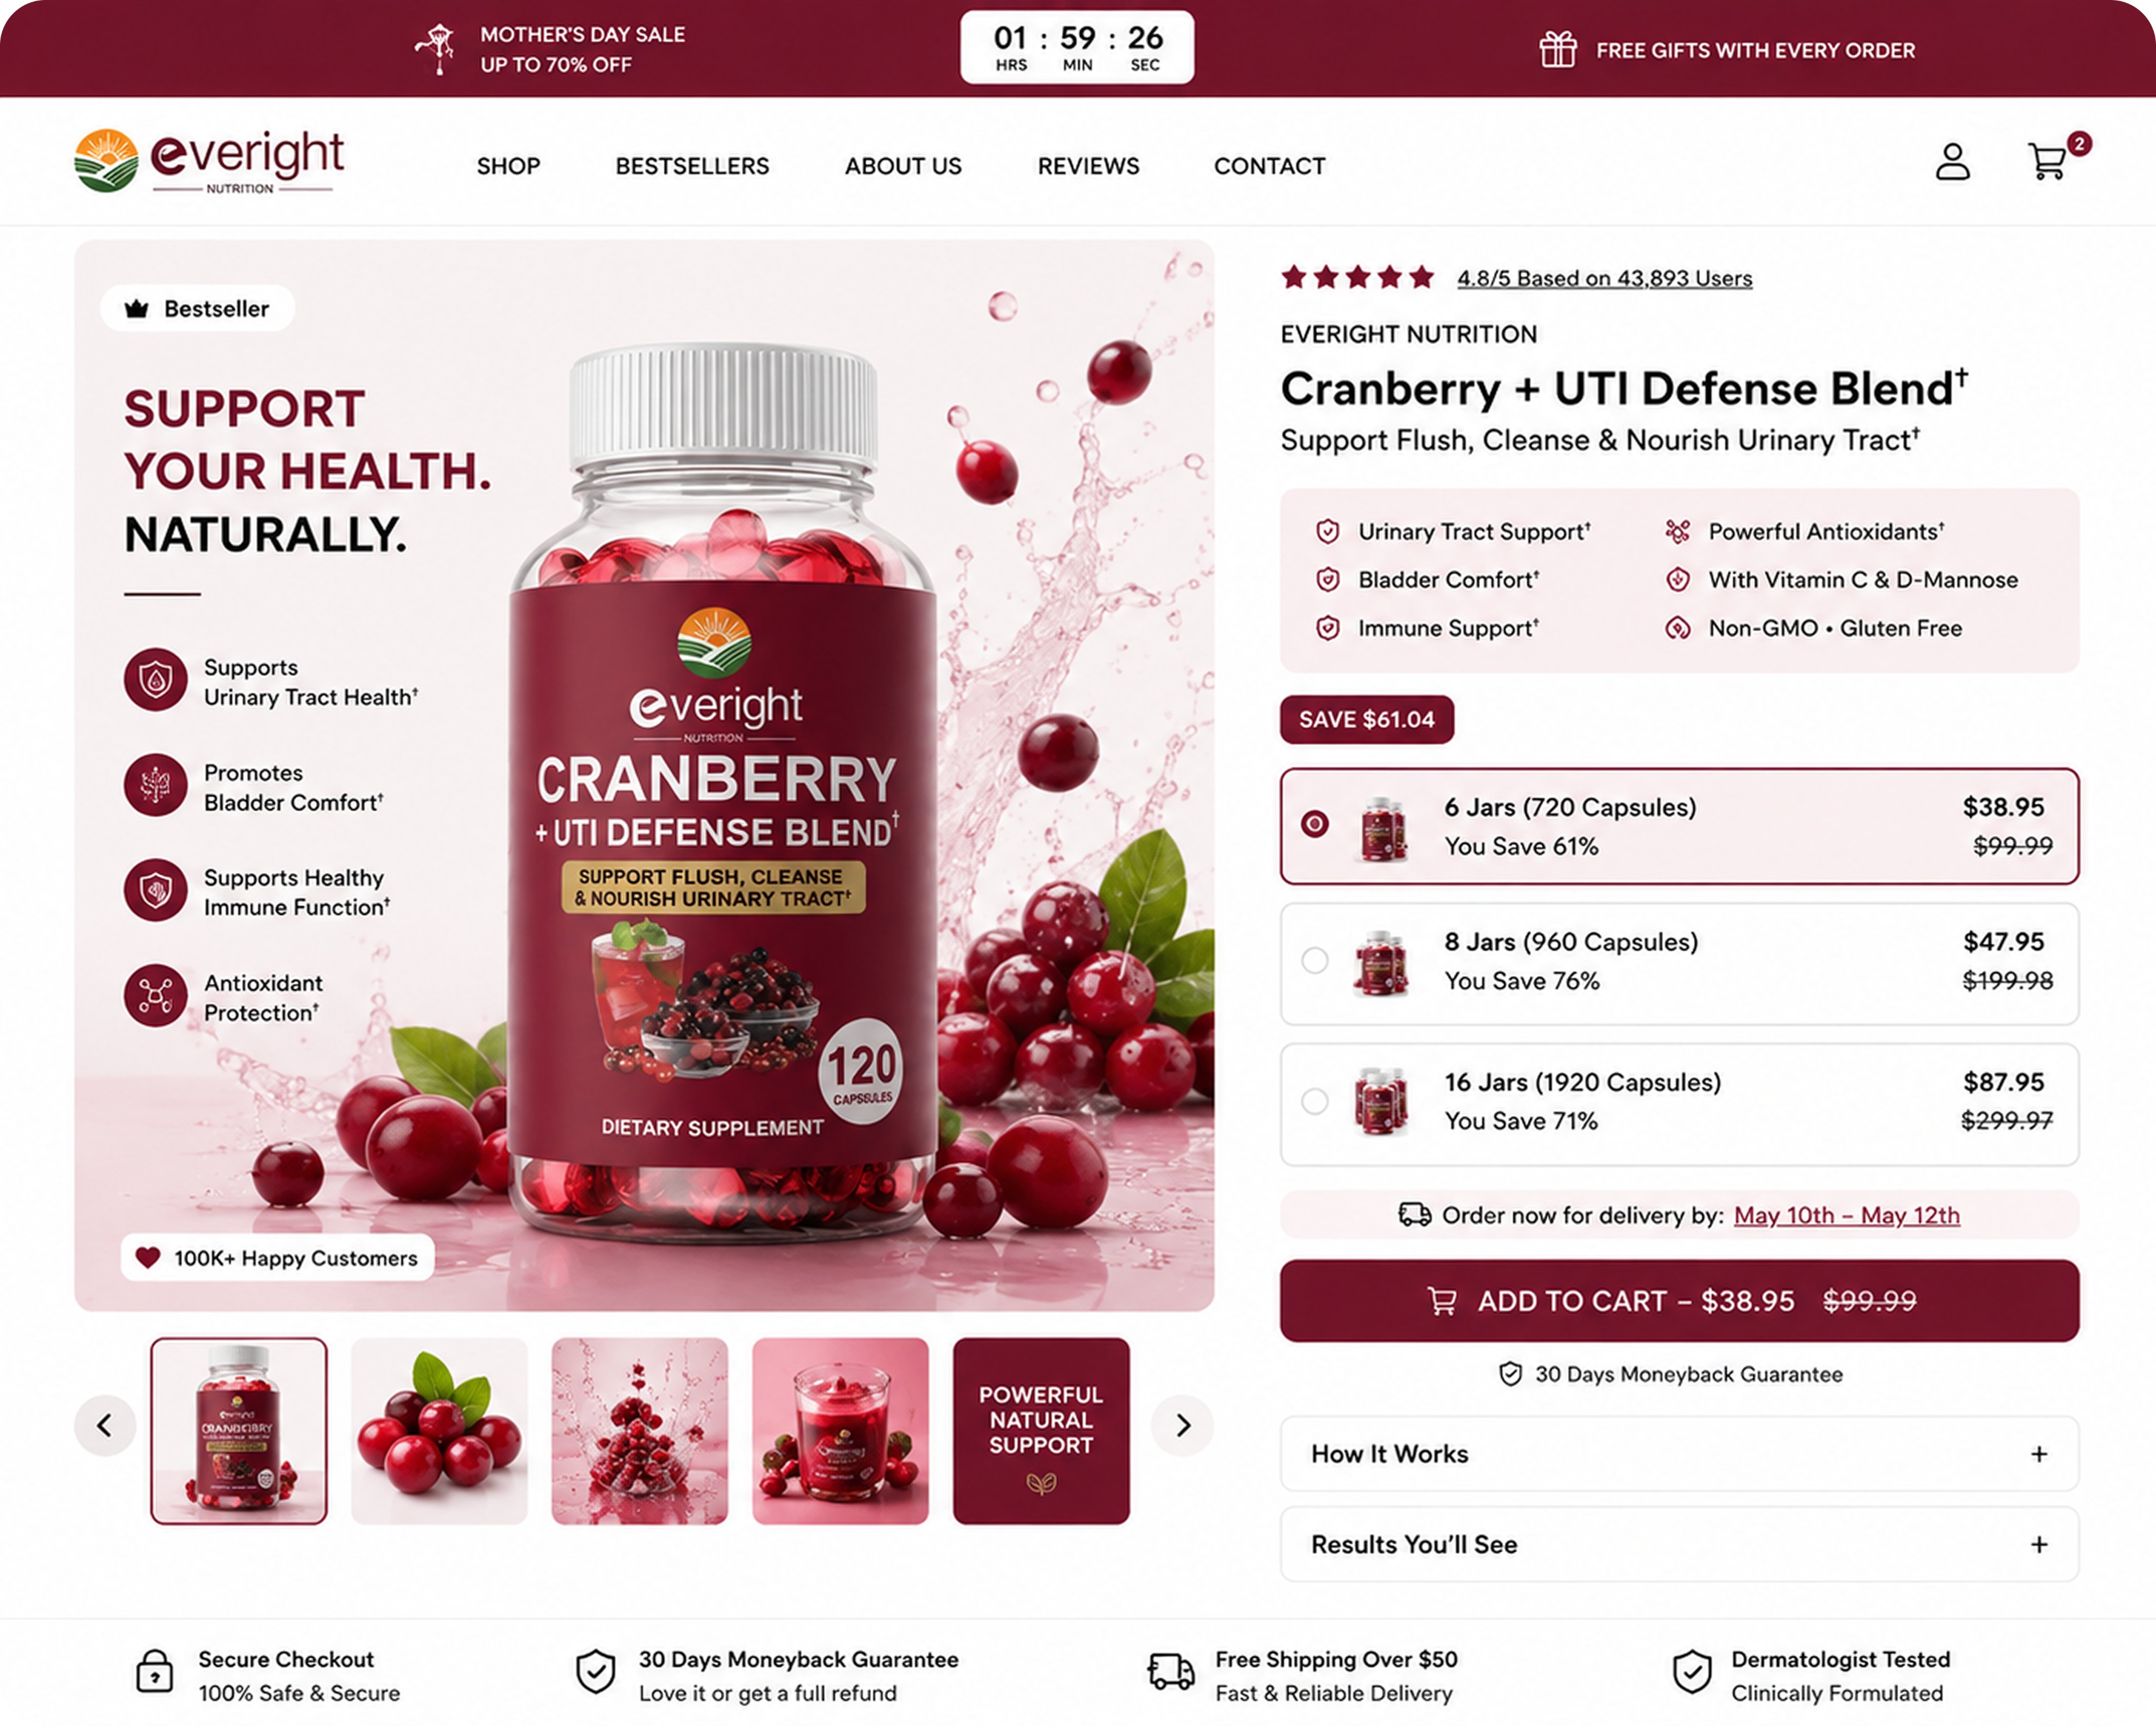 MOTHER'S DAY SALE
UP TO 70% OFF
01 : 59 : 26
HRS MIN SEC
FREE GIFTS WITH EVERY ORDER
everight
NUTRITION
SHOP
BESTSELLERS
ABOUT US
REVIEWS
CONTACT
2
Bestseller
SUPPORT
YOUR HEALTH.
NATURALLY.
Supports
Urinary Tract Health†
Promotes
Bladder Comfort†
Supports Healthy
Immune Function†
Antioxidant
Protection†
everight
NUTRITION
CRANBERRY
+ UTI DEFENSE BLEND†
SUPPORT FLUSH, CLEANSE
& NOURISH URINARY TRACT†
120
CAPSSULES
DIETARY SUPPLEMENT
100K+ Happy Customers
CRANBERRY
POWERFUL
NATURAL
SUPPORT
4.8/5 Based on 43,893 Users
EVERIGHT NUTRITION
Cranberry + UTI Defense Blend†
Support Flush, Cleanse & Nourish Urinary Tract†
Urinary Tract Support†
Powerful Antioxidants†
Bladder Comfort†
With Vitamin C & D-Mannose
Immune Support†
Non-GMO • Gluten Free
SAVE $61.04
6 Jars (720 Capsules) $38.95
You Save 61% $99.99
8 Jars (960 Capsules) $47.95
You Save 76% $199.98
16 Jars (1920 Capsules) $87.95
You Save 71% $299.97
Order now for delivery by: May 10th – May 12th
ADD TO CART – $38.95 $99.99
30 Days Moneyback Guarantee
How It Works +
Results You'll See +
Secure Checkout
100% Safe & Secure
30 Days Moneyback Guarantee
Love it or get a full refund
Free Shipping Over $50
Fast & Reliable Delivery
Dermatologist Tested
Clinically Formulated